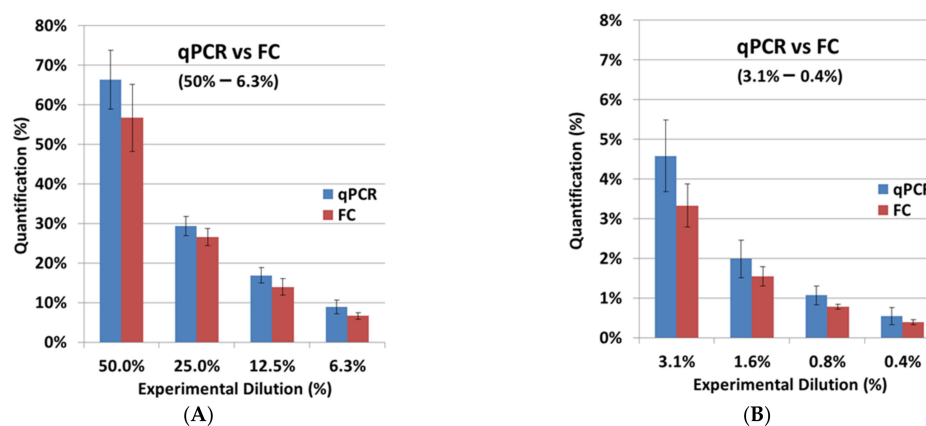 80%
70%
60%
50%
40%
30%
20%
10%
0%
Quantification (%)
qPCR vs FC
(50% – 6.3%)
qPCR
FC
50.0% 25.0% 12.5% 6.3%
Experimental Dilution (%)
(A)
8%
7%
6%
5%
4%
3%
2%
1%
0%
Quantification (%)
qPCR vs FC
(3.1% – 0.4%)
qPCR
FC
3.1% 1.6% 0.8% 0.4%
Experimental Dilution (%)
(B)